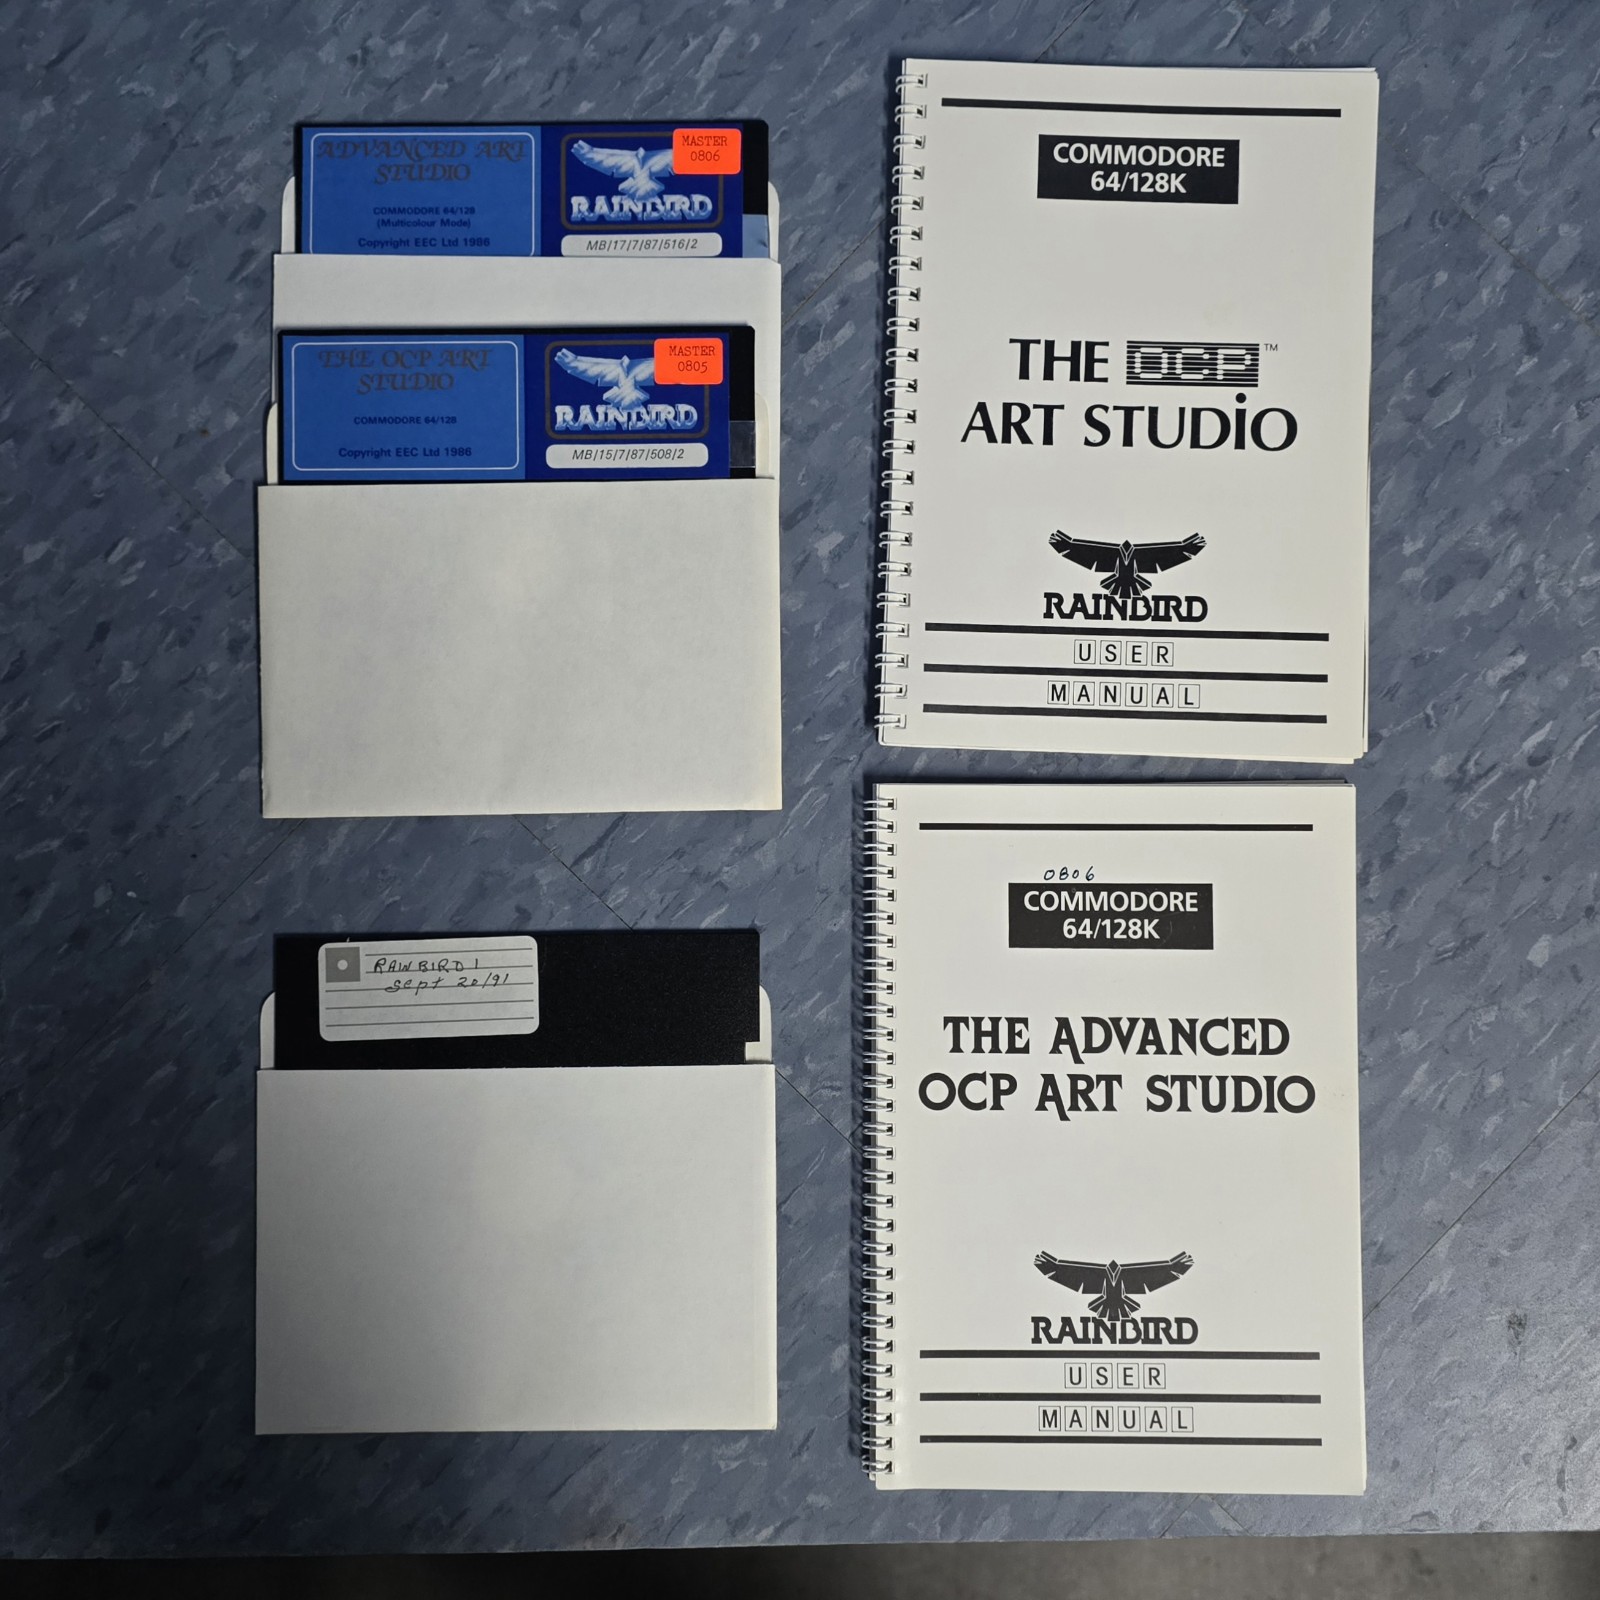 ADVANCED ART
STUDIO
COMMODORE 64/128
(Multicolour Mode)
Copyright EEC Ltd 1986
MASTER
0806
RAINBIRD
MB/17/7/87/516/2
THE OCP ART
STUDIO
COMMODORE 64/128
Copyright EEC Ltd 1986
MASTER
0805
RAINBIRD
MB/15/7/87/508/2
RAINBIRD 1
Sept 20/91
COMMODORE
64/128K
THE OCP™
ART STUDIO
RAINBIRD
USER
MANUAL
0806
COMMODORE
64/128K
THE ADVANCED
OCP ART STUDIO
RAINBIRD
USER
MANUAL